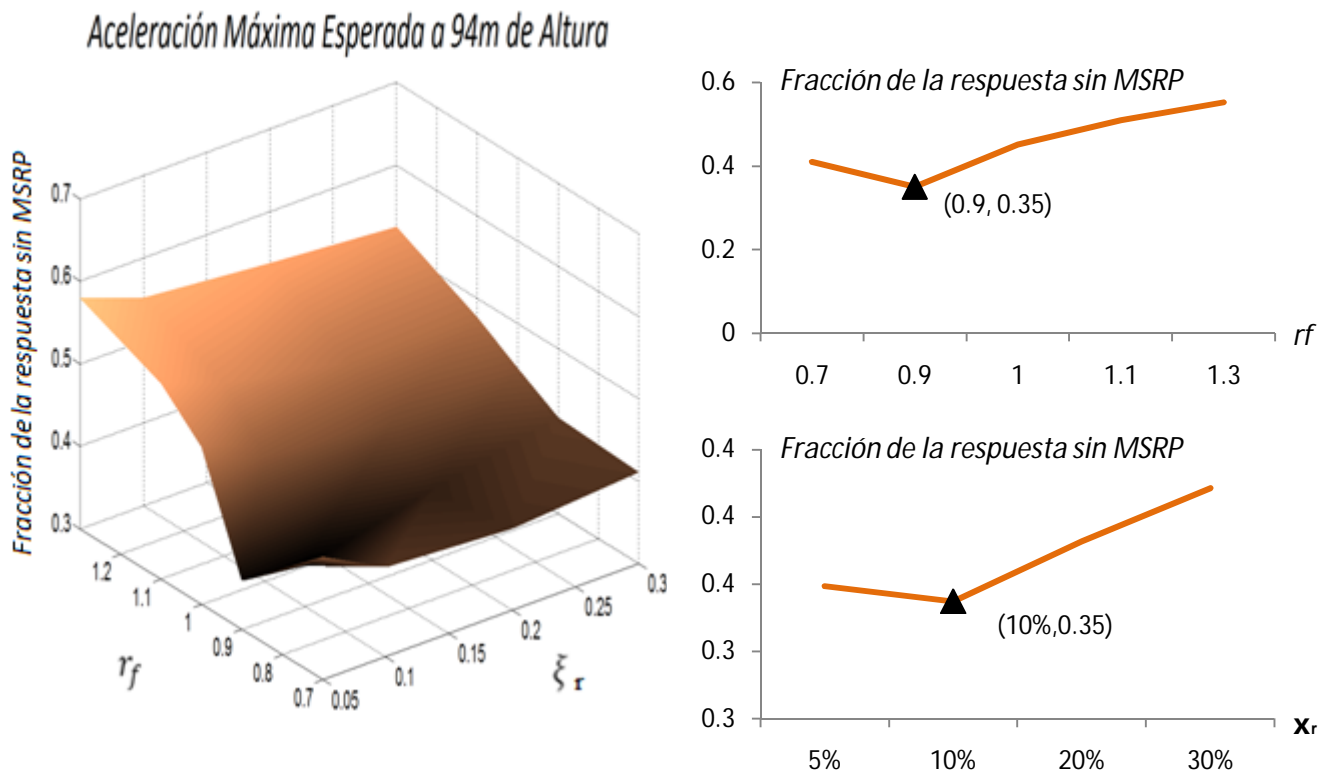 Aceleración Máxima Esperada a 94m de Altura
Fracción de la respuesta sin MSRP
0.7
0.6
0.5
0.4
0.3
1.2
1.1
1
0.9
0.8
0.7
r_f
0.05
0.1
0.15
0.2
0.25
0.3
ξ r
Fracción de la respuesta sin MSRP
0.6
0.4
0.2
0
(0.9, 0.35)
0.7 0.9 1 1.1 1.3
rf
Fracción de la respuesta sin MSRP
0.4
0.4
0.4
0.3
0.3
(10%,0.35)
5% 10% 20% 30%
xr